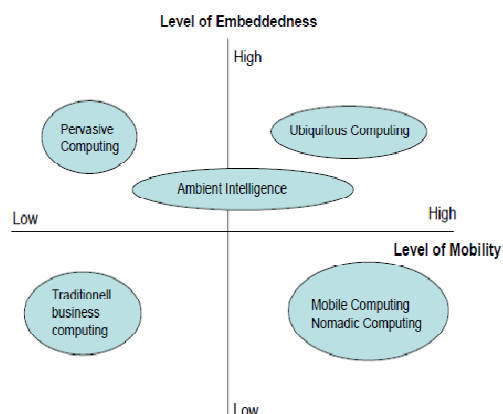 Level of Embeddedness
High
Pervasive
Computing
Ubiquitous Computing
Ambient Intelligence
Low
High
Level of Mobility
Traditionell
business
computing
Mobile Computing
Nomadic Computing
Low